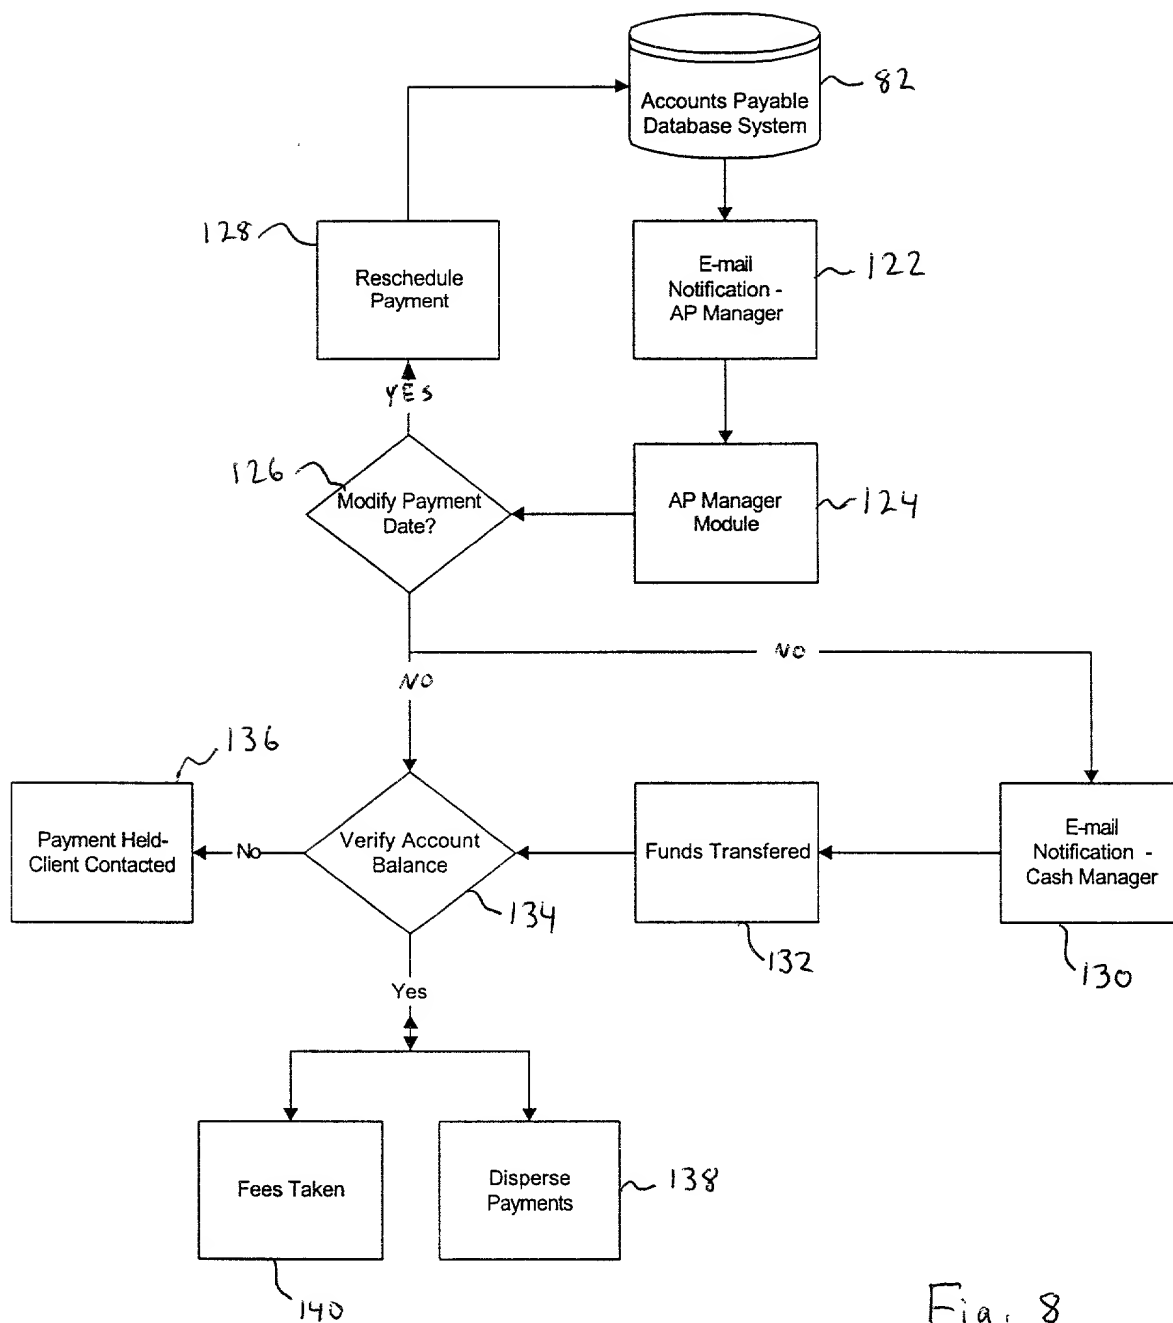 Accounts Payable
Database System
82
128
Reschedule
Payment
E-mail
Notification -
AP Manager
122
YES
126
Modify Payment
Date?
AP Manager
Module
124
NO
NO
136
Payment Held-
Client Contacted
No
Verify Account
Balance
134
Funds Transfered
132
E-mail
Notification -
Cash Manager
130
Yes
Fees Taken
140
Disperse
Payments
138
Fig. 8